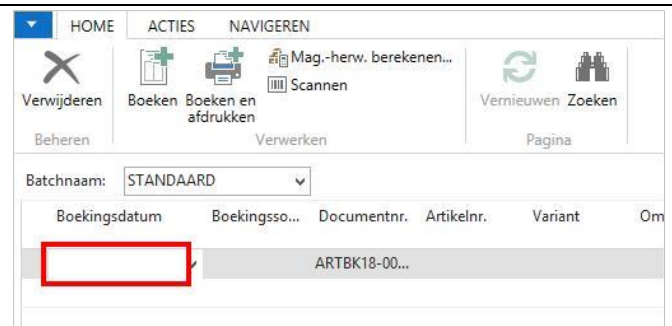 HOME ACTIES NAVIGEREN
Verwijderen
Boeken
Boeken en
afdrukken
Mag.-herw. berekenen...
Scannen
Vernieuwen
Zoeken
Beheren Verwerken Pagina
Batchnaam: STANDAARD
Boekingsdatum Boekingsso... Documentnr. Artikelnr. Variant Om
ARTBK18-00...